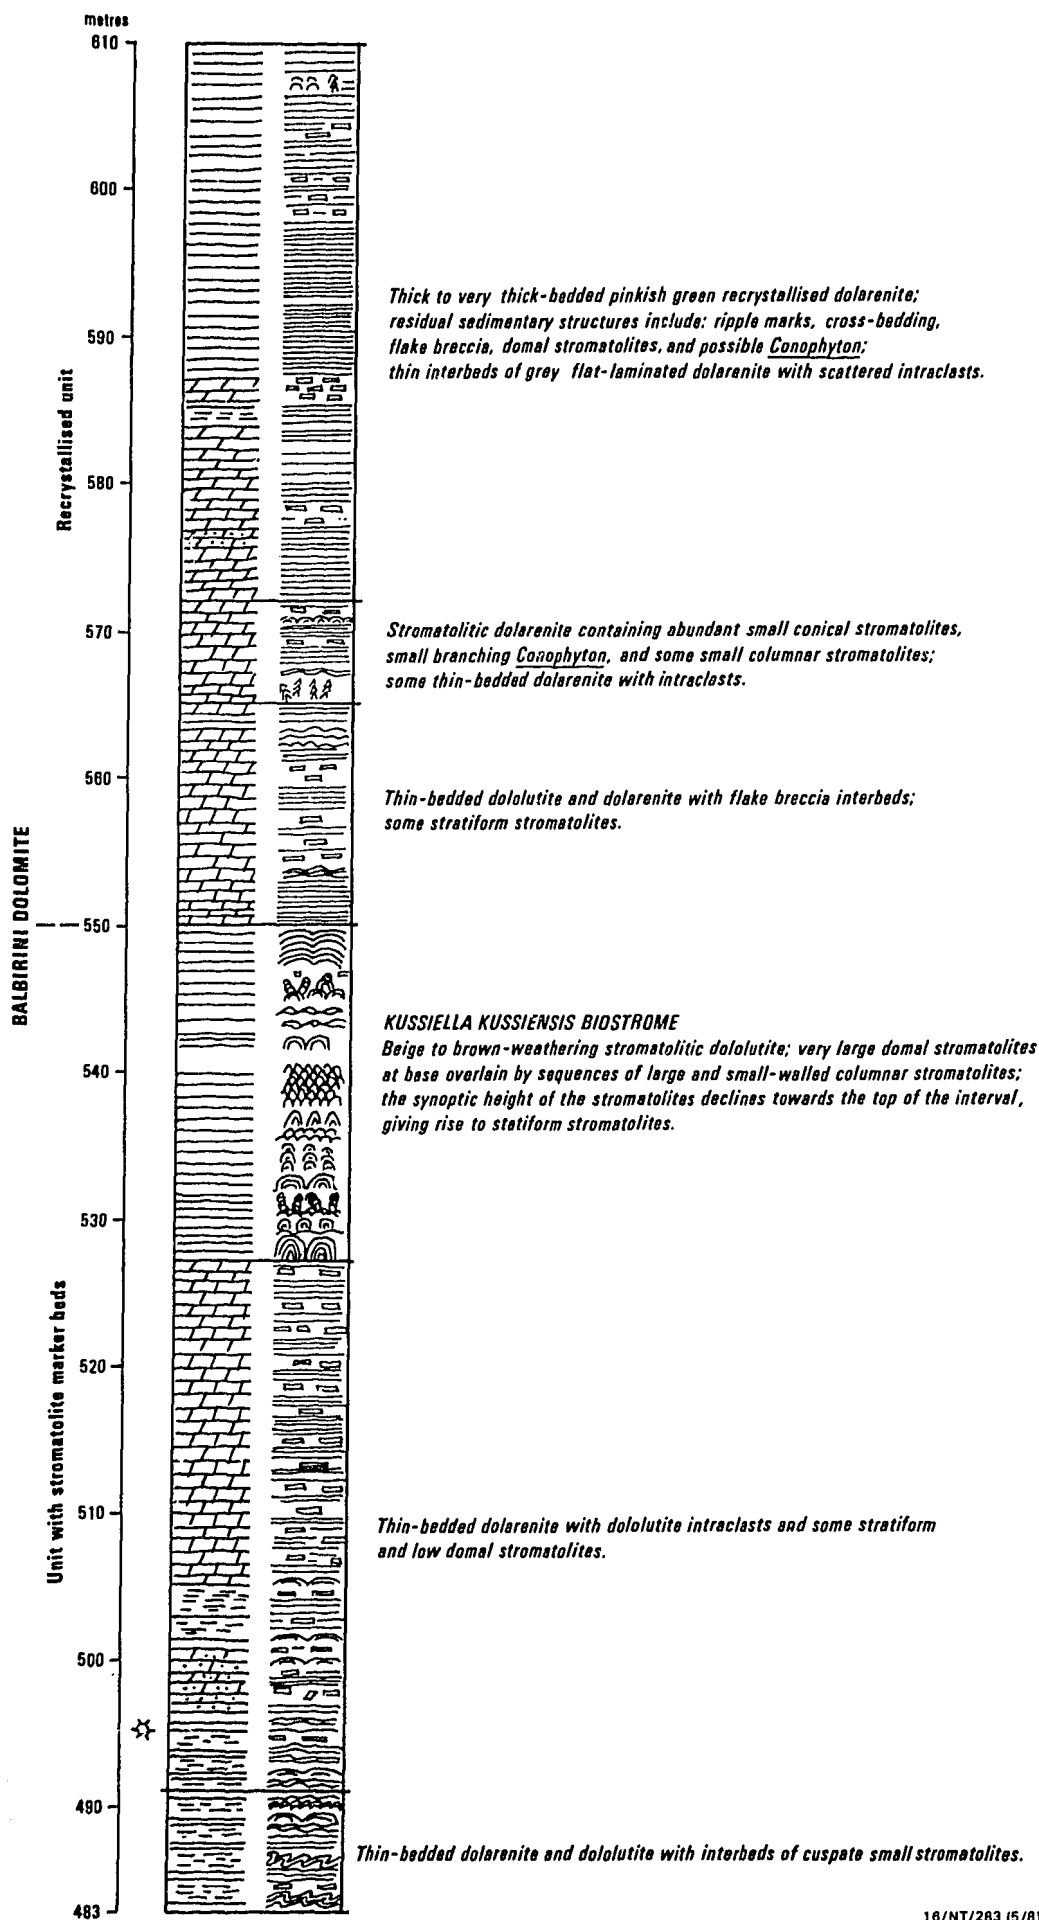 metres
610
600
Thick to very thick-bedded pinkish green recrystallised dolarenite;
residual sedimentary structures include: ripple marks, cross-bedding,
flake breccia, domal stromatolites, and possible Conophyton;
thin interbeds of grey flat-laminated dolarenite with scattered intraclasts.
590
Recrystallised unit
580
570
Stromatolitic dolarenite containing abundant small conical stromatolites,
small branching Conophyton, and some small columnar stromatolites;
some thin-bedded dolarenite with intraclasts.
560
Thin-bedded dololutite and dolarenite with flake breccia interbeds;
some stratiform stromatolites.
BALBIRINI DOLOMITE
550
KUSSIELLA KUSSIENSIS BIOSTROME
Beige to brown-weathering stromatolitic dololutite; very large domal stromatolites
at base overlain by sequences of large and small-walled columnar stromatolites;
the synoptic height of the stromatolites declines towards the top of the interval,
giving rise to statiform stromatolites.
540
530
Unit with stromatolite marker beds
520
510
Thin-bedded dolarenite with dololutite intraclasts and some stratiform
and low domal stromatolites.
500
490
Thin-bedded dolarenite and dololutite with interbeds of cuspate small stromatolites.
483
16/NT/283 (5/81